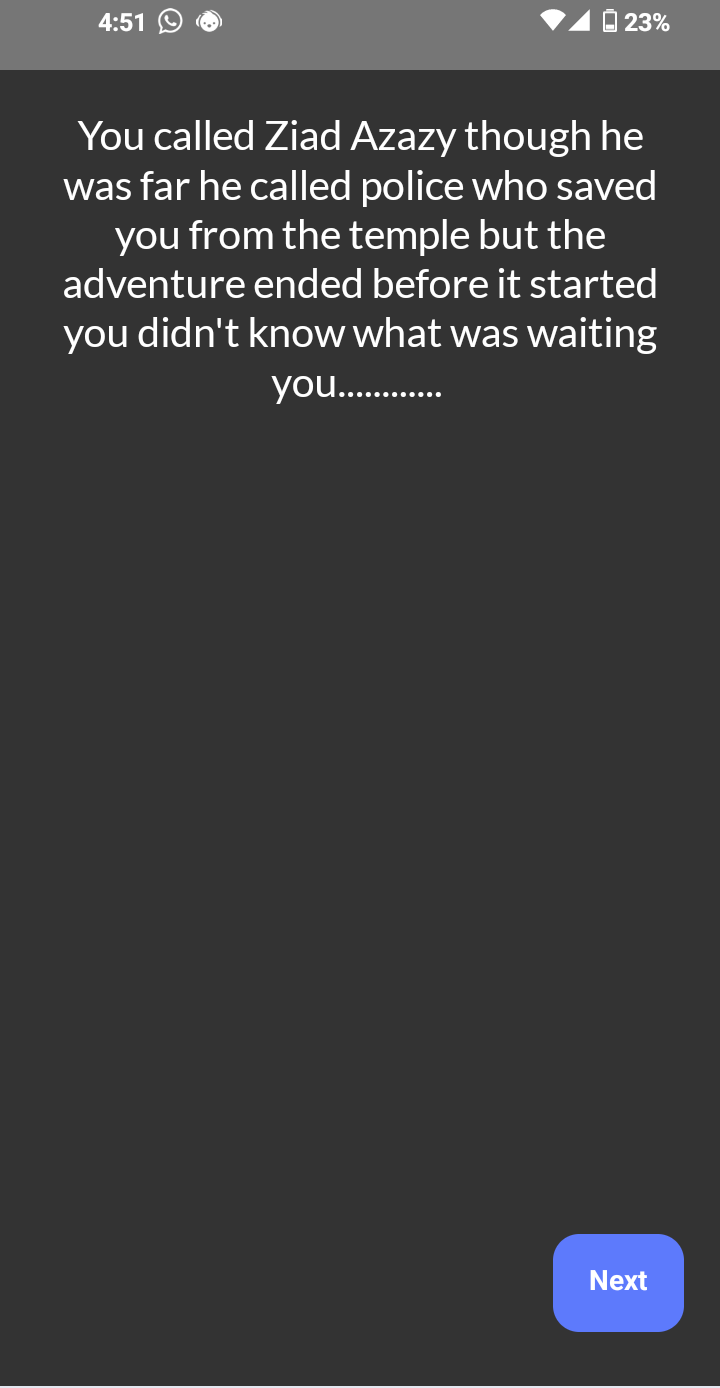 4:51 23%
You called Ziad Azazy though he
was far he called police who saved
you from the temple but the
adventure ended before it started
you didn't know what was waiting
you............
Next